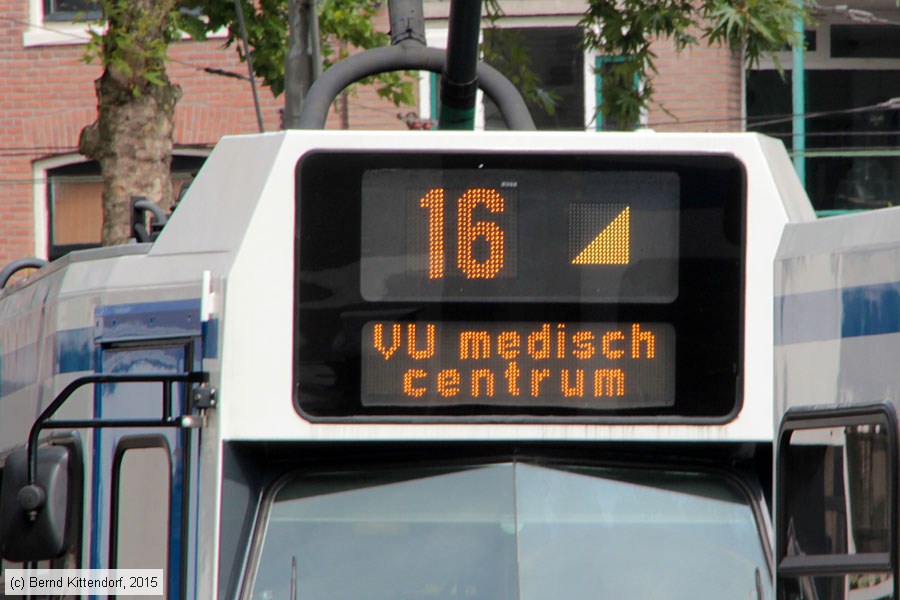 16
VU medisch
centrum
(c) Bernd Kittendorf, 2015